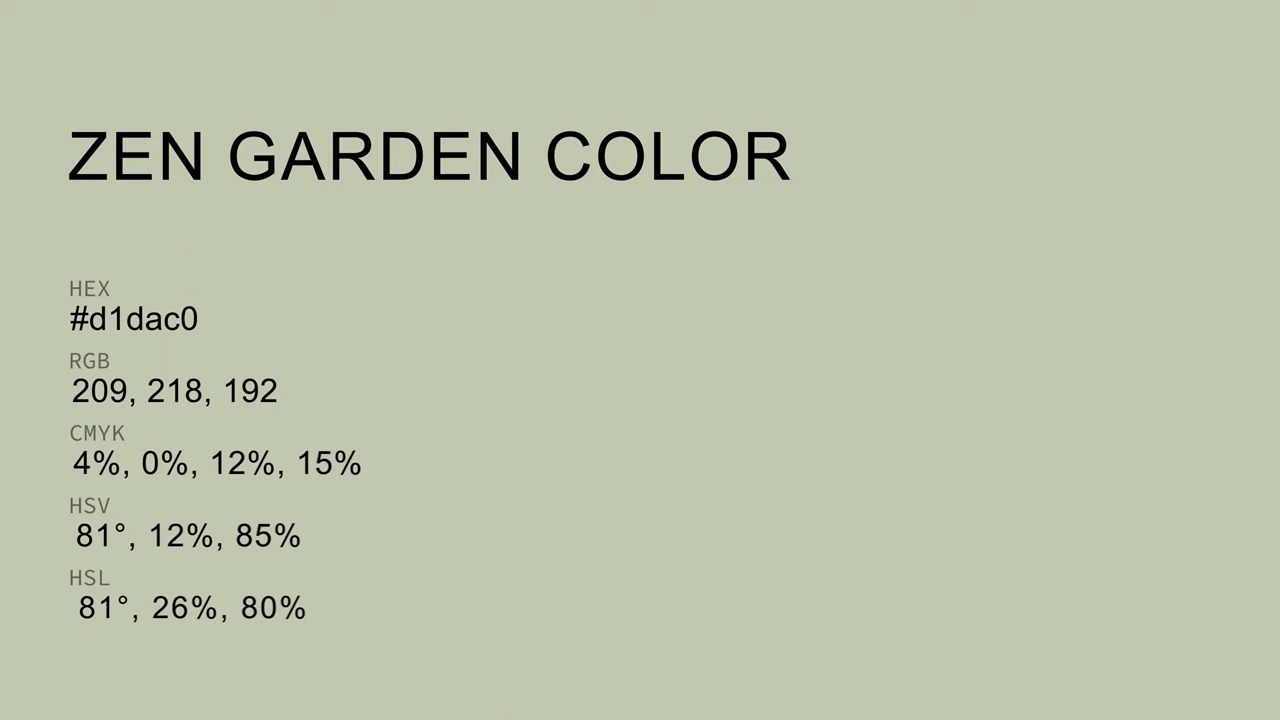 ZEN GARDEN COLOR
HEX
#d1dac0
RGB
209, 218, 192
CMYK
4%, 0%, 12%, 15%
HSV
81°, 12%, 85%
HSL
81°, 26%, 80%